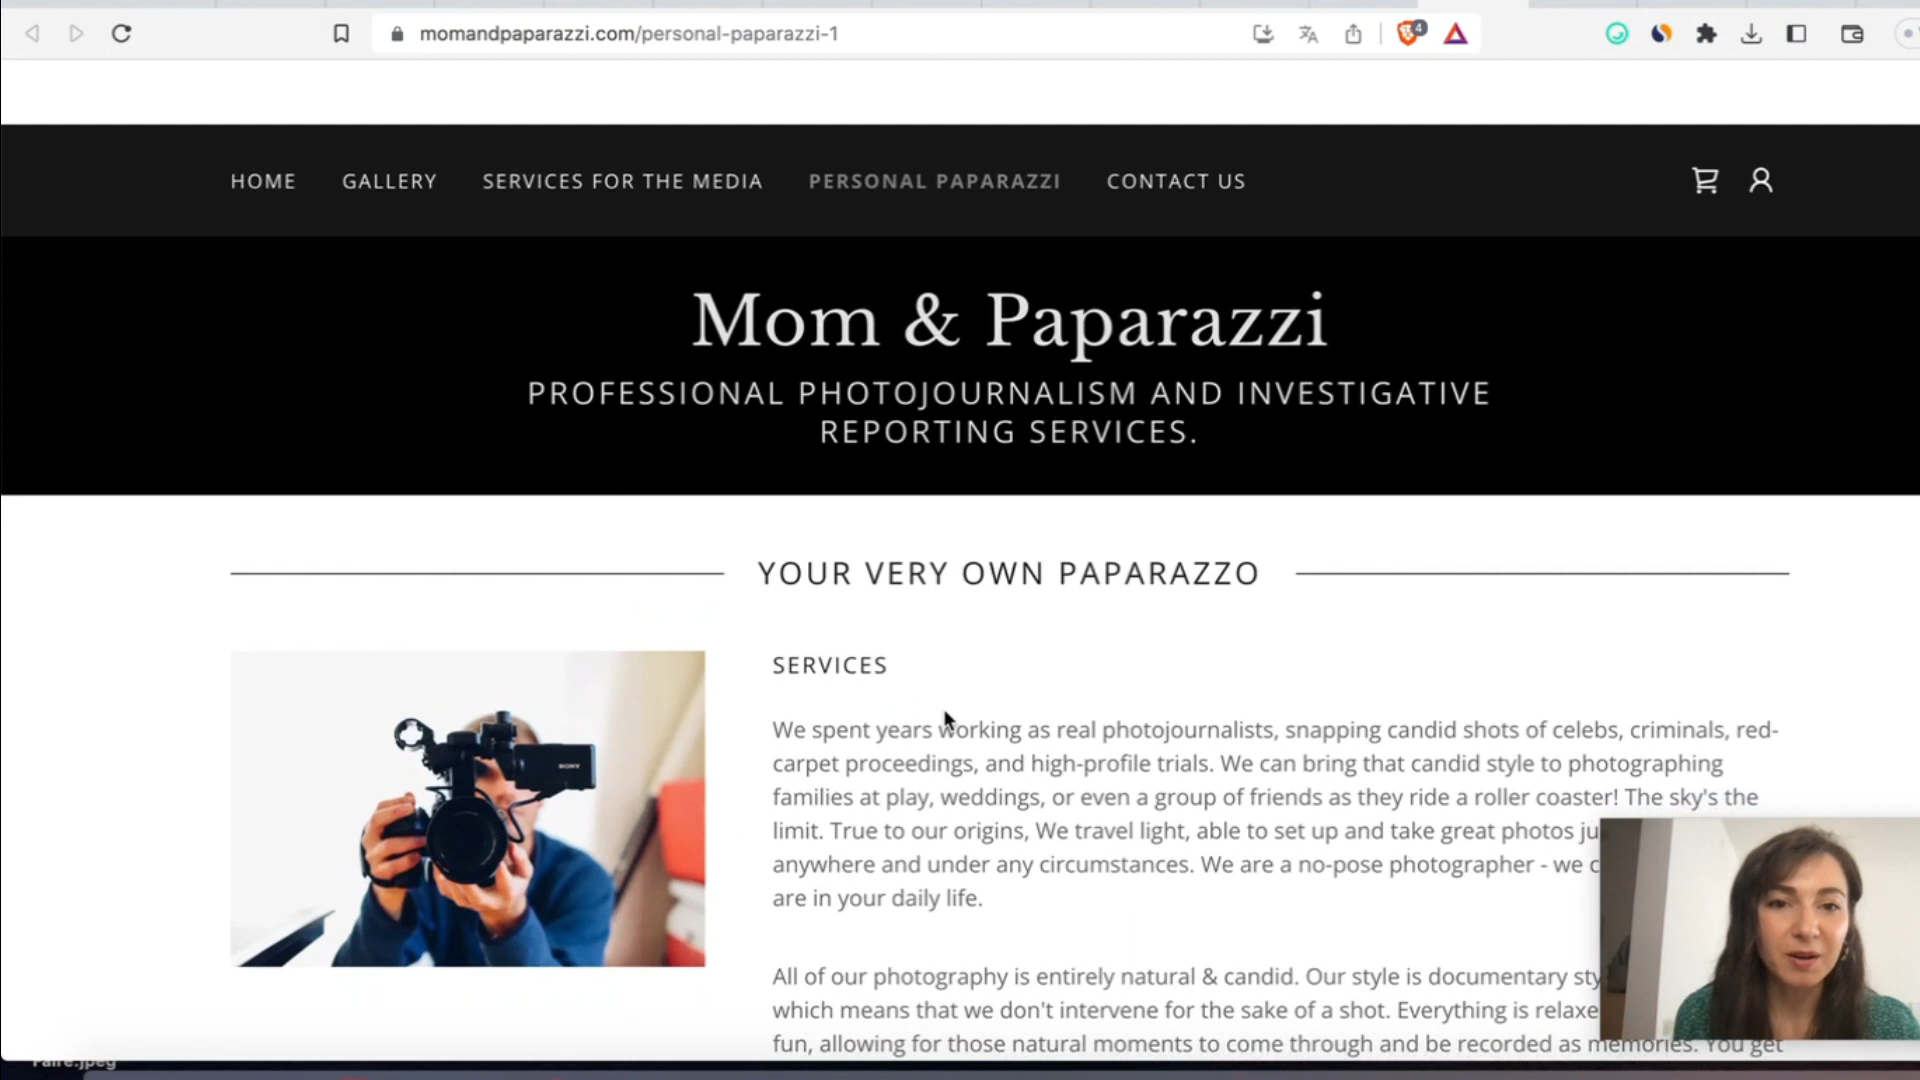 momandpaparazzi.com/personal-paparazzi-1
4
HOME GALLERY SERVICES FOR THE MEDIA PERSONAL PAPARAZZI CONTACT US
Mom & Paparazzi
PROFESSIONAL PHOTOJOURNALISM AND INVESTIGATIVE
REPORTING SERVICES.
YOUR VERY OWN PAPARAZZO
SONY
SERVICES
We spent years working as real photojournalists, snapping candid shots of celebs, criminals, red-
carpet proceedings, and high-profile trials. We can bring that candid style to photographing
families at play, weddings, or even a group of friends as they ride a roller coaster! The sky's the
limit. True to our origins, We travel light, able to set up and take great photos ju
anywhere and under any circumstances. We are a no-pose photographer - we c
are in your daily life.
All of our photography is entirely natural & candid. Our style is documentary sty
which means that we don't intervene for the sake of a shot. Everything is relaxe
fun, allowing for those natural moments to come through and be recorded as memories. You get
Faire.jpeg